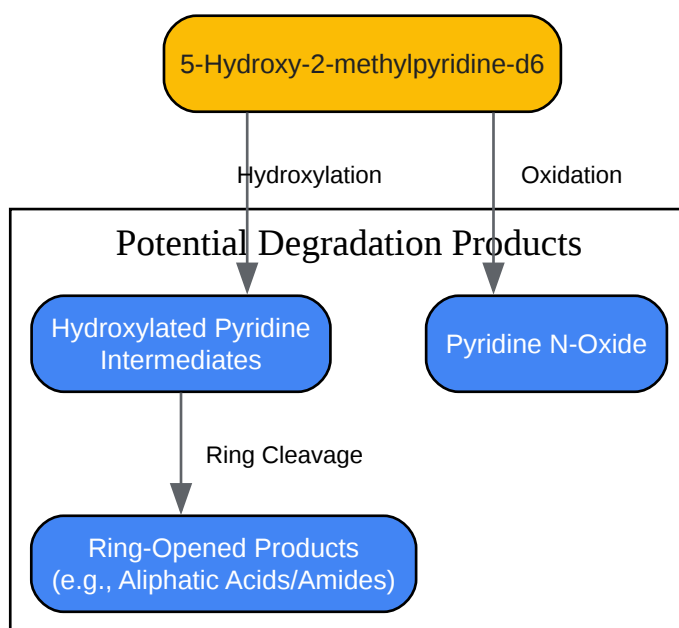 5-Hydroxy-2-methylpyridine-d6
Hydroxylation
Oxidation
Potential Degradation Products
Hydroxylated Pyridine
Intermediates
Pyridine N-Oxide
Ring Cleavage
Ring-Opened Products
(e.g., Aliphatic Acids/Amides)